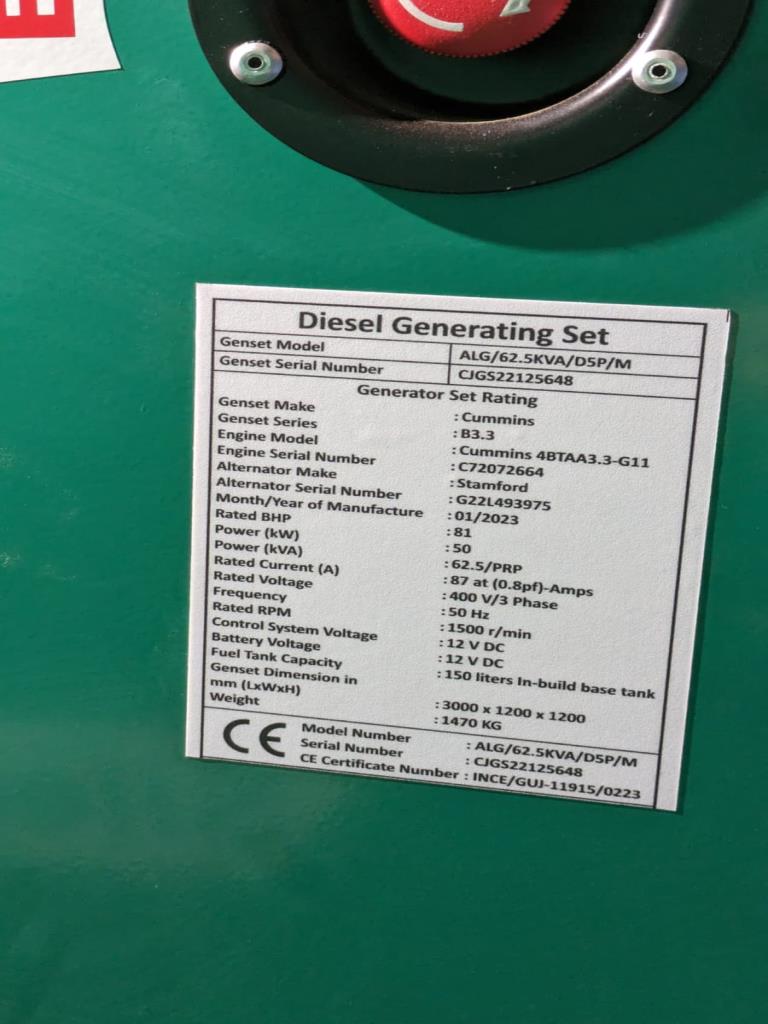 E
Diesel Generating Set
Genset Model ALG/62.5KVA/D5P/M
Genset Serial Number CJGS22125648
Generator Set Rating
Genset Make : Cummins
Genset Series : B3.3
Engine Model : Cummins 4BTAA3.3-G11
Engine Serial Number : C72072664
Alternator Make : Stamford
Alternator Serial Number : G22L493975
Month/Year of Manufacture : 01/2023
Rated BHP : 81
Power (kW) : 50
Power (kVA) : 62.5/PRP
Rated Current (A) : 87 at (0.8pf)-Amps
Rated Voltage : 400 V/3 Phase
Frequency : 50 Hz
Rated RPM : 1500 r/min
Control System Voltage : 12 V DC
Battery Voltage : 12 V DC
Fuel Tank Capacity : 150 liters In-build base tank
Genset Dimension in
mm (LxWxH) : 3000 x 1200 x 1200
Weight : 1470 KG
CE
Model Number : ALG/62.5KVA/D5P/M
Serial Number : CJGS22125648
CE Certificate Number : INCE/GUJ-11915/0223